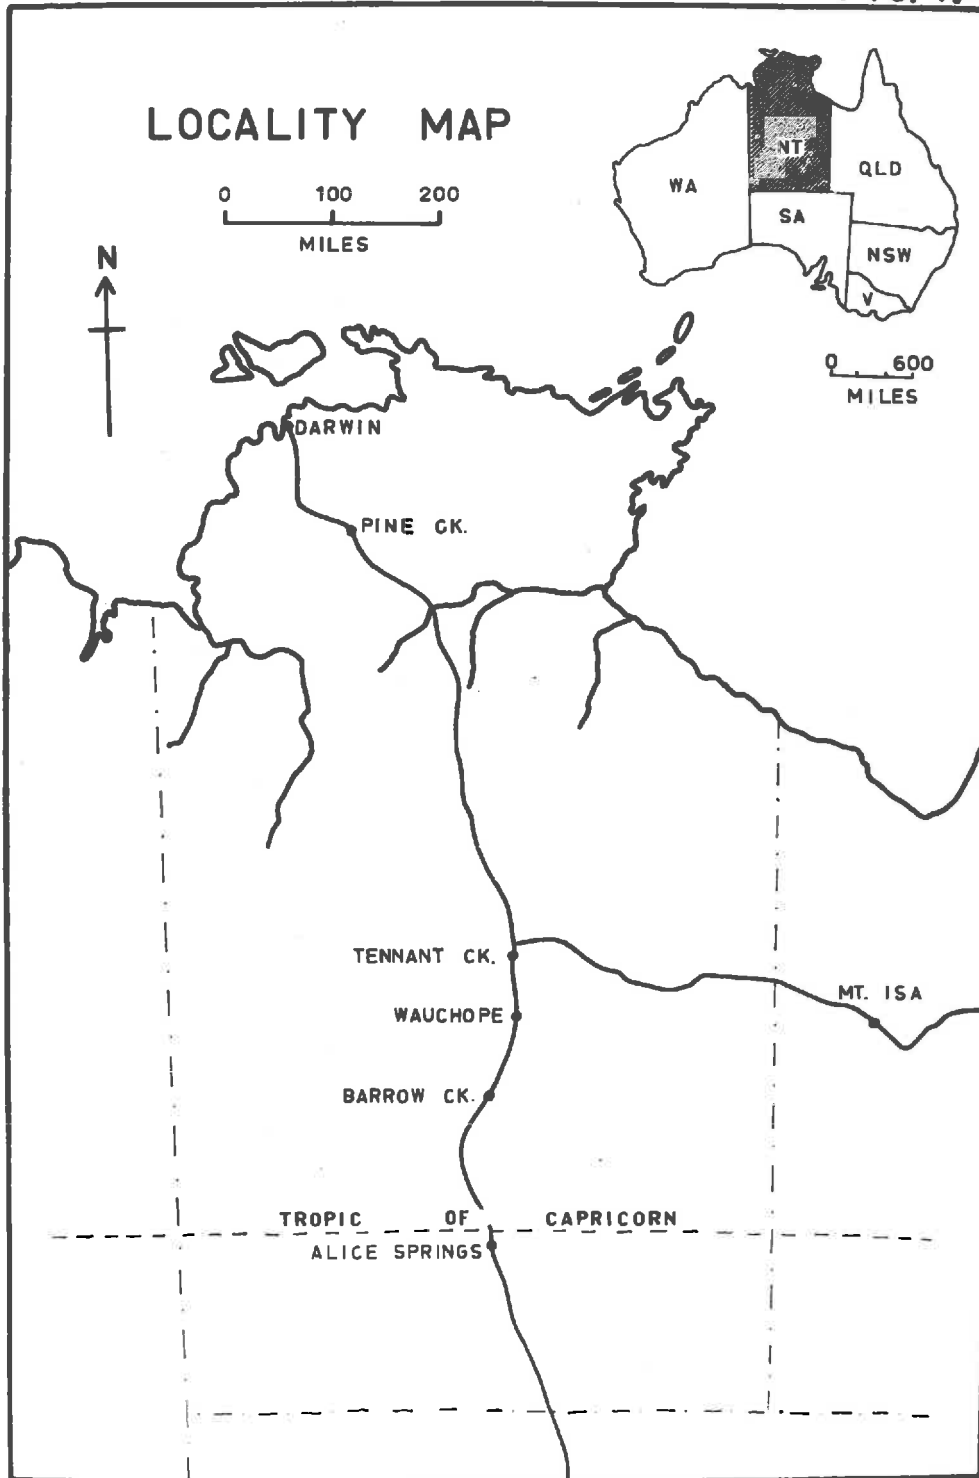 LOCALITY MAP
0 100 200
MILES
N
WA
NT
QLD
SA
NSW
V
0 600
MILES
DARWIN
PINE CK.
TENNANT CK.
WAUCHOPE
MT. ISA
BARROW CK.
TROPIC OF CAPRICORN
ALICE SPRINGS